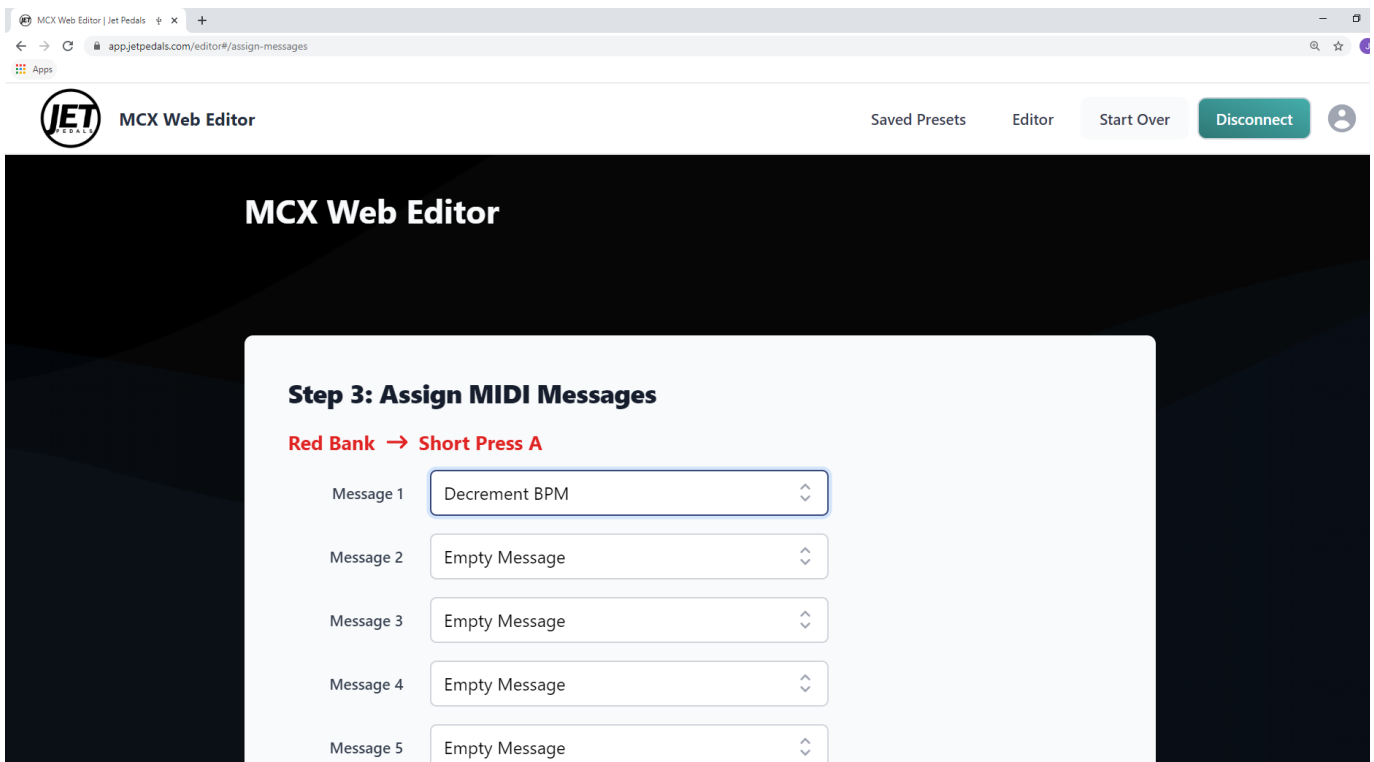 MCX Web Editor | Jet Pedals
app.jetpedals.com/editor#/assign-messages
Apps
JET
PEDALS
MCX Web Editor
Saved Presets
Editor
Start Over
Disconnect
MCX Web Editor
Step 3: Assign MIDI Messages
Red Bank → Short Press A
Message 1 Decrement BPM
Message 2 Empty Message
Message 3 Empty Message
Message 4 Empty Message
Message 5 Empty Message